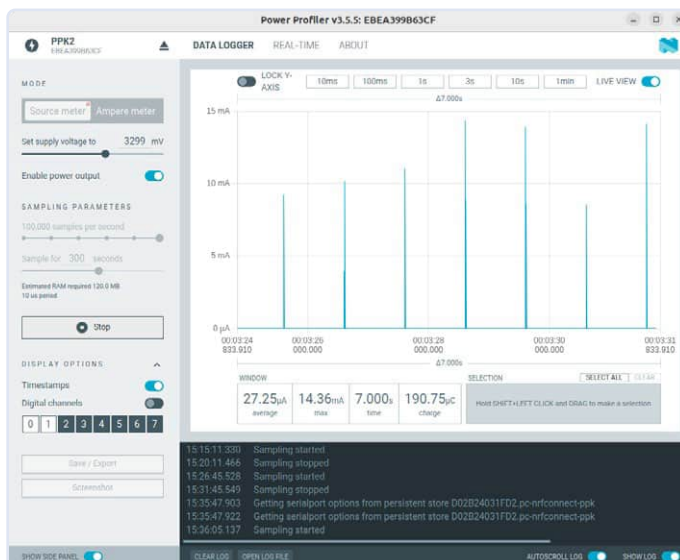 Power Profiler v3.5.5: EBEA399B63CF
PPK2
EBEA399B63CF
DATA LOGGER REAL-TIME ABOUT
MODE
Source meter Ampere meter
Set supply voltage to 3299 mV
Enable power output
SAMPLING PARAMETERS
100.000 samples per second
Sample for 300 seconds
Estimated RAM required 120.0 MB
10 us period
Stop
DISPLAY OPTIONS
Timestamps
Digital channels
0 1 2 3 4 5 6 7
Save / Export
Screenshot
SHOW SIDE PANEL
LOCK Y-AXIS 10ms 100ms 1s 3s 10s 1min LIVE VIEW
Δ7.000s
15 mA
10 mA
5 mA
0 μA
00:03:24 00:03:26 00:03:28 00:03:30 00:03:31
833.910 000.000 000.000 000.000 833.910
Δ7.000s
WINDOW SELECTION SELECT ALL CLEAR
27.25μA 14.36mA 7.000s 190.75μC
average max time charge
Hold SHIFT+LEFT CLICK and DRAG to make a selection
15:15:11.330 Sampling started
15:20:11.466 Sampling stopped
15:26:45.528 Sampling started
15:31:45.549 Sampling stopped
15:35:47.903 Getting serialport options from persistent store D02B24031FD2.pc-nrfconnect-ppk
15:35:47.922 Getting serialport options from persistent store D02B24031FD2.pc-nrfconnect-ppk
15:36:05.137 Sampling started
CLEAR LOG OPEN LOG FILE AUTOSCROLL LOG SHOW LOG